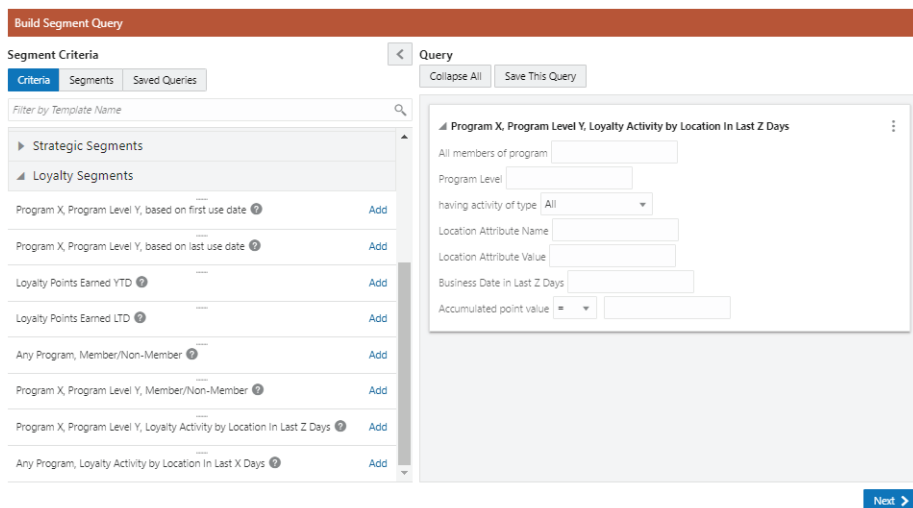 Build Segment Query
Segment Criteria
Criteria
Segments
Saved Queries
Filter by Template Name
Strategic Segments
Loyalty Segments
Program X, Program Level Y, based on first use date ? Add
Program X, Program Level Y, based on last use date ? Add
Loyalty Points Earned YTD ? Add
Loyalty Points Earned LTD ? Add
Any Program, Member/Non-Member ? Add
Program X, Program Level Y, Member/Non-Member ? Add
Program X, Program Level Y, Loyalty Activity by Location In Last Z Days ? Add
Any Program, Loyalty Activity by Location In Last X Days ? Add
Query
Collapse All
Save This Query
Program X, Program Level Y, Loyalty Activity by Location In Last Z Days
All members of program
Program Level
having activity of type All
Location Attribute Name
Location Attribute Value
Business Date in Last Z Days
Accumulated point value =
Next